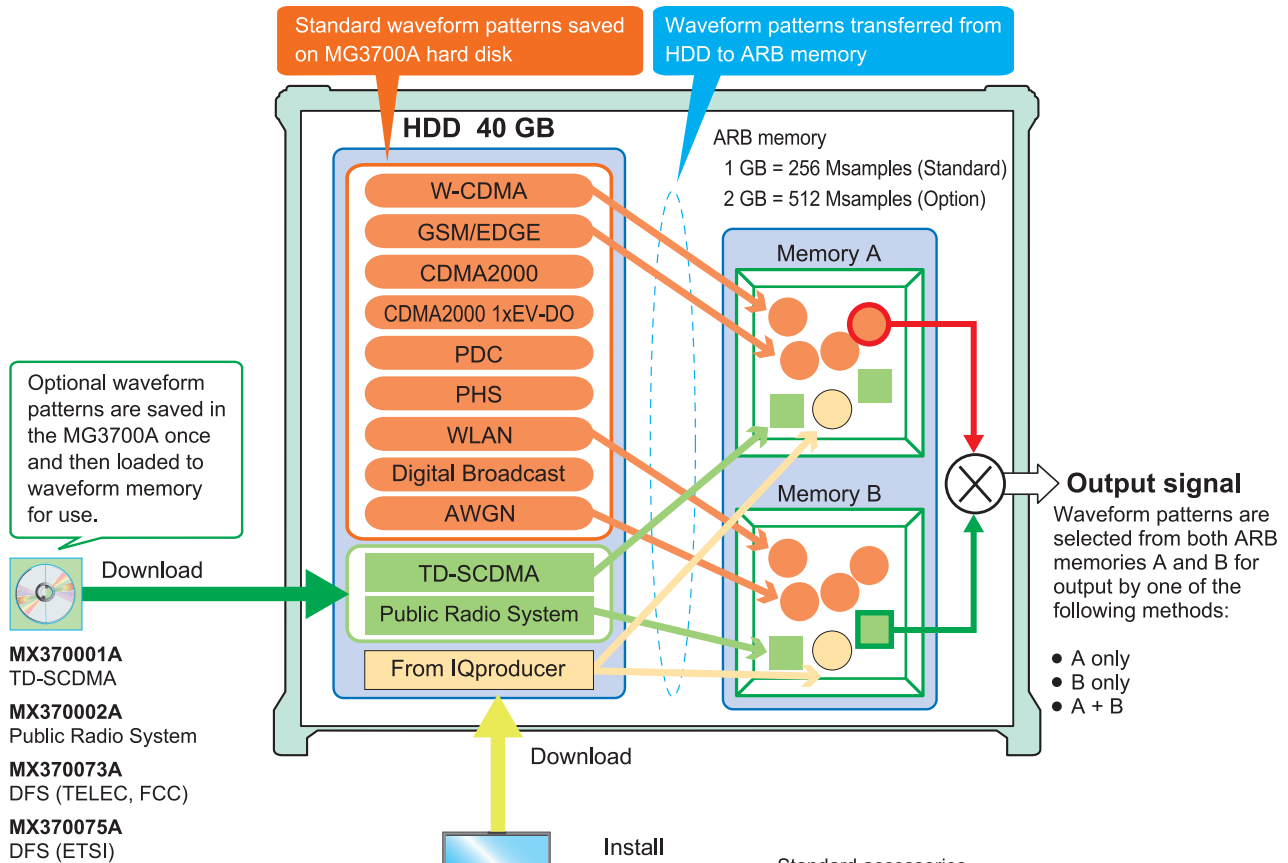 Standard waveform patterns saved
on MG3700A hard disk
Waveform patterns transferred from
HDD to ARB memory
HDD 40 GB
ARB memory
1 GB = 256 Msamples (Standard)
2 GB = 512 Msamples (Option)
W-CDMA
GSM/EDGE
CDMA2000
CDMA2000 1xEV-DO
PDC
PHS
WLAN
Digital Broadcast
AWGN
TD-SCDMA
Public Radio System
From IQproducer
Memory A
Memory B
Optional waveform
patterns are saved in
the MG3700A once
and then loaded to
waveform memory
for use.
Download
MX370001A
TD-SCDMA
MX370002A
Public Radio System
MX370073A
DFS (TELEC, FCC)
MX370075A
DFS (ETSI)
Output signal
Waveform patterns are
selected from both ARB
memories A and B for
output by one of the
following methods:
● A only
● B only
● A + B
Download
Install
Standard accessories